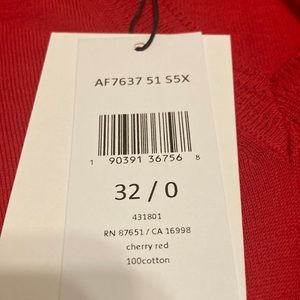 AF7637 51 S5X
1 90391 36756 8
32 / 0
431801
RN 87651 / CA 16998
cherry red
100cotton